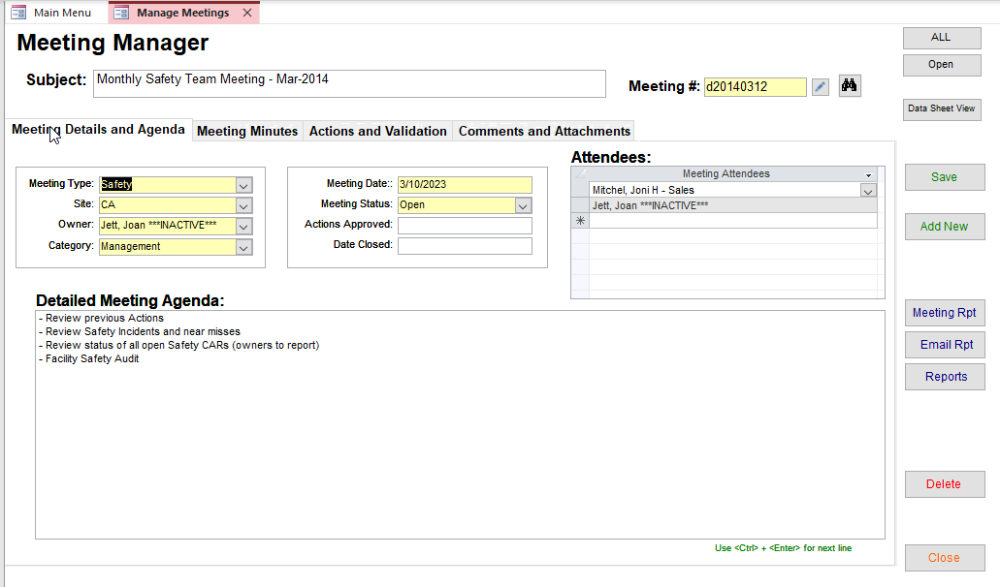 Main Menu
Manage Meetings
Meeting Manager
ALL
Open
Subject: Monthly Safety Team Meeting - Mar-2014
Meeting #: d20140312
Data Sheet View
Meeting Details and Agenda
Meeting Minutes
Actions and Validation
Comments and Attachments
Meeting Type: Safety
Site: CA
Owner: Jett, Joan ***INACTIVE***
Category: Management
Meeting Date:: 3/10/2023
Meeting Status: Open
Actions Approved:
Date Closed:
Attendees:
Meeting Attendees
Mitchel, Joni H - Sales
Jett, Joan ***INACTIVE***
Save
Add New
Detailed Meeting Agenda:
- Review previous Actions
- Review Safety Incidents and near misses
- Review status of all open Safety CARs (owners to report)
- Facility Safety Audit
Meeting Rpt
Email Rpt
Reports
Delete
Use <Ctrl> + <Enter> for next line
Close